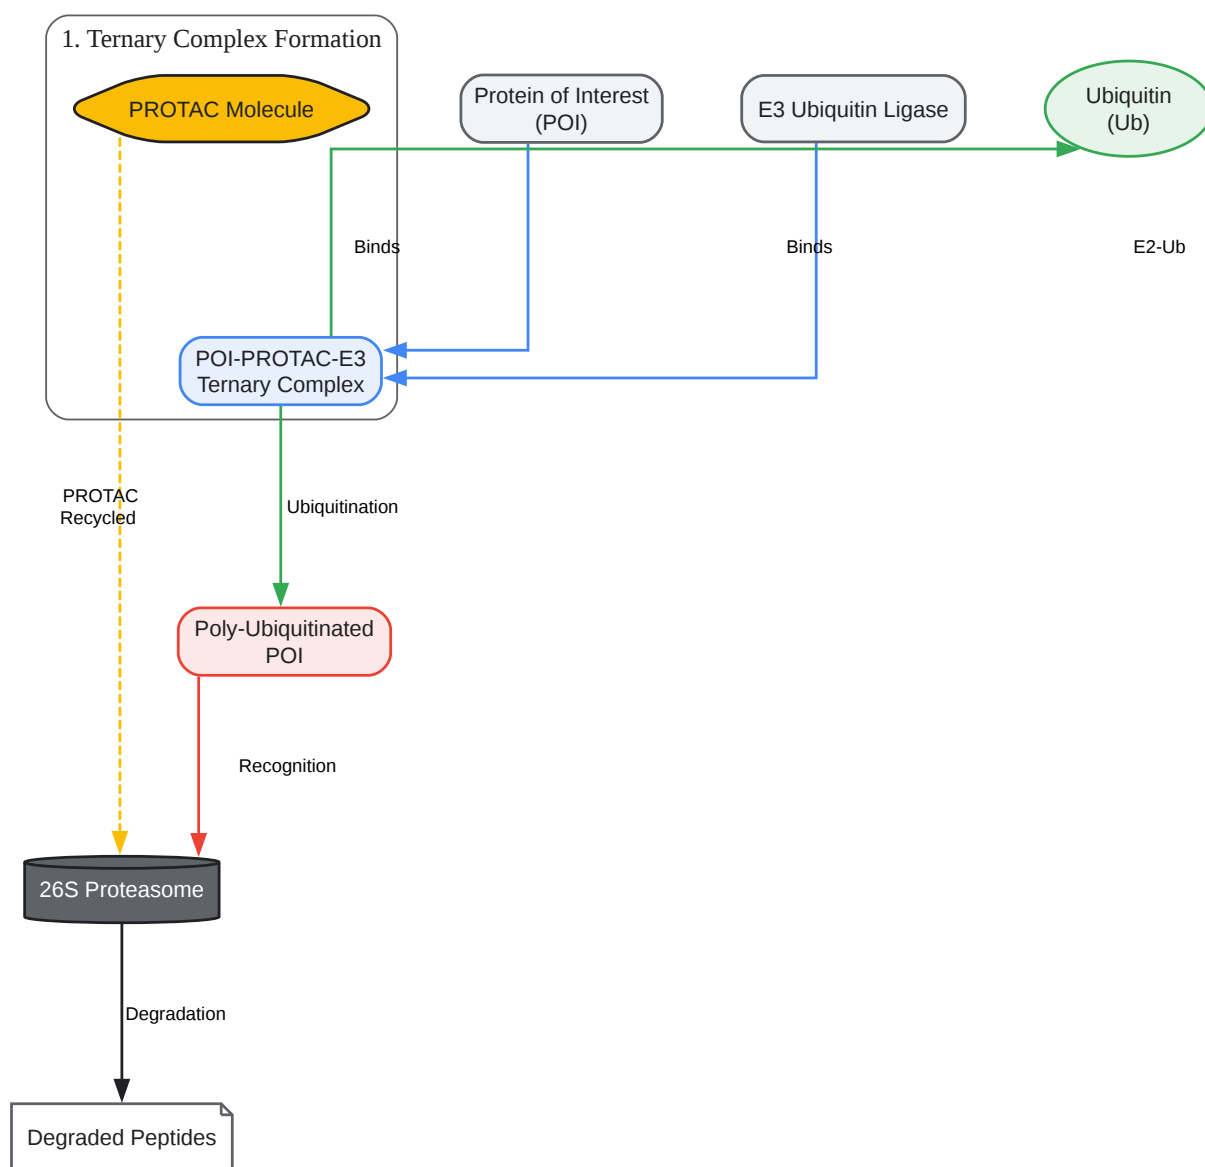 1. Ternary Complex Formation
PROTAC Molecule
Protein of Interest
(POI)
E3 Ubiquitin Ligase
Ubiquitin
(Ub)
Binds
Binds
E2-Ub
POI-PROTAC-E3
Ternary Complex
PROTAC
Recycled
Ubiquitination
Poly-Ubiquitinated
POI
Recognition
26S Proteasome
Degradation
Degraded Peptides